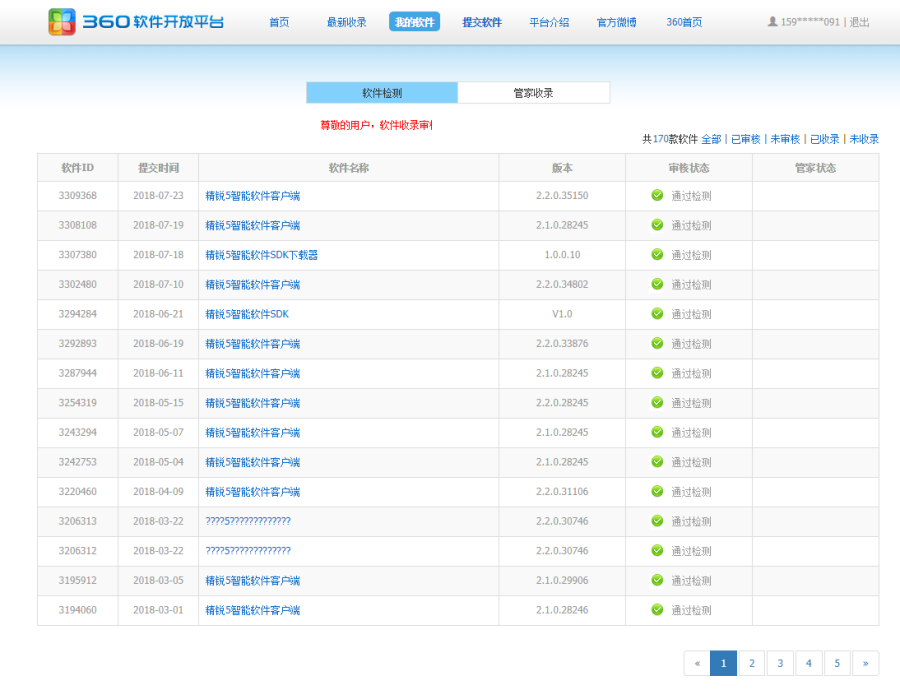 360软件开放平台 首页 最新收录 我的软件 提交软件 平台介绍 官方微博 360首页 159*****091 | 退出
软件检测 管家收录
尊敬的用户，软件收录审
共170款软件 全部 | 已审核 | 未审核 | 已收录 | 未收录
软件ID 提交时间 软件名称 版本 审核状态 管家状态
3309368 2018-07-23 精锐5智能软件客户端 2.2.0.35150 通过检测
3308108 2018-07-19 精锐5智能软件客户端 2.1.0.28245 通过检测
3307380 2018-07-18 精锐5智能软件SDK下载器 1.0.0.10 通过检测
3302480 2018-07-10 精锐5智能软件客户端 2.2.0.34802 通过检测
3294284 2018-06-21 精锐5智能软件SDK V1.0 通过检测
3292893 2018-06-19 精锐5智能软件客户端 2.2.0.33876 通过检测
3287944 2018-06-11 精锐5智能软件客户端 2.1.0.28245 通过检测
3254319 2018-05-15 精锐5智能软件客户端 2.2.0.28245 通过检测
3243294 2018-05-07 精锐5智能软件客户端 2.1.0.28245 通过检测
3242753 2018-05-04 精锐5智能软件客户端 2.1.0.28245 通过检测
3220460 2018-04-09 精锐5智能软件客户端 2.2.0.31106 通过检测
3206313 2018-03-22 ????5????????????? 2.2.0.30746 通过检测
3206312 2018-03-22 ????5????????????? 2.2.0.30746 通过检测
3195912 2018-03-05 精锐5智能软件客户端 2.1.0.29906 通过检测
3194060 2018-03-01 精锐5智能软件客户端 2.1.0.28246 通过检测
« 1 2 3 4 5 »